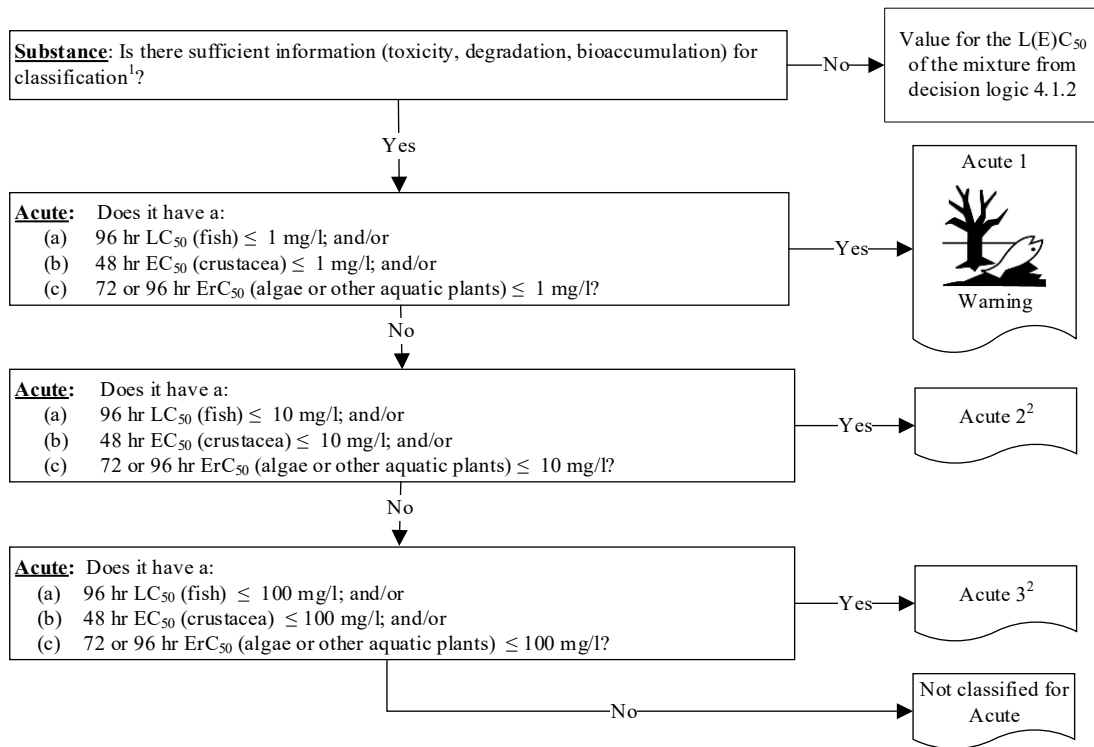 Substance: Is there sufficient information (toxicity, degradation, bioaccumulation) for
classification¹?
No
Value for the L(E)C₅₀
of the mixture from
decision logic 4.1.2
Yes
Acute: Does it have a:
(a) 96 hr LC₅₀ (fish) ≤ 1 mg/l; and/or
(b) 48 hr EC₅₀ (crustacea) ≤ 1 mg/l; and/or
(c) 72 or 96 hr ErC₅₀ (algae or other aquatic plants) ≤ 1 mg/l?
Yes
Acute 1
Warning
No
Acute: Does it have a:
(a) 96 hr LC₅₀ (fish) ≤ 10 mg/l; and/or
(b) 48 hr EC₅₀ (crustacea) ≤ 10 mg/l; and/or
(c) 72 or 96 hr ErC₅₀ (algae or other aquatic plants) ≤ 10 mg/l?
Yes
Acute 2²
No
Acute: Does it have a:
(a) 96 hr LC₅₀ (fish) ≤ 100 mg/l; and/or
(b) 48 hr EC₅₀ (crustacea) ≤ 100 mg/l; and/or
(c) 72 or 96 hr ErC₅₀ (algae or other aquatic plants) ≤ 100 mg/l?
Yes
Acute 3²
No
Not classified for
Acute